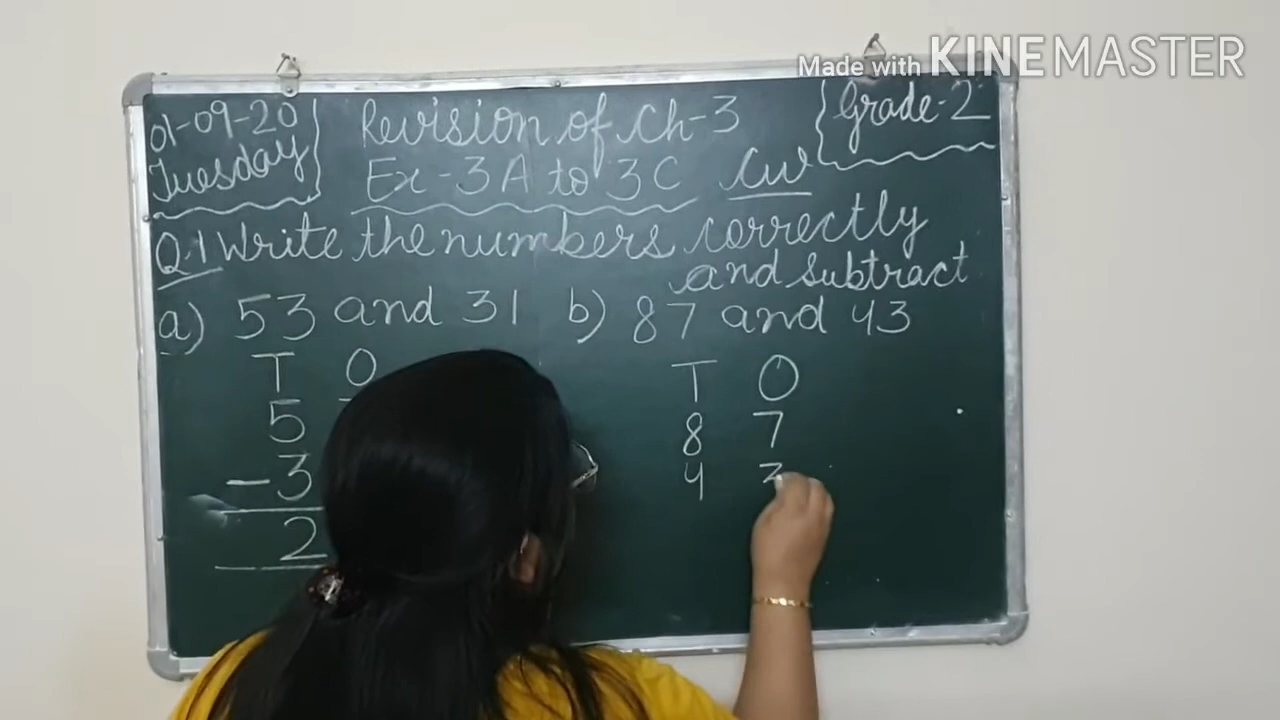 Made with KINEMASTER
01-09-20
Tuesday
Revision of Ch-3
Ex-3A to 3C CW
Grade-2
Q.1 Write the numbers correctly
and subtract
a) 53 and 31 b) 87 and 43
T O
5
-3
2
T O
8 7
4 3